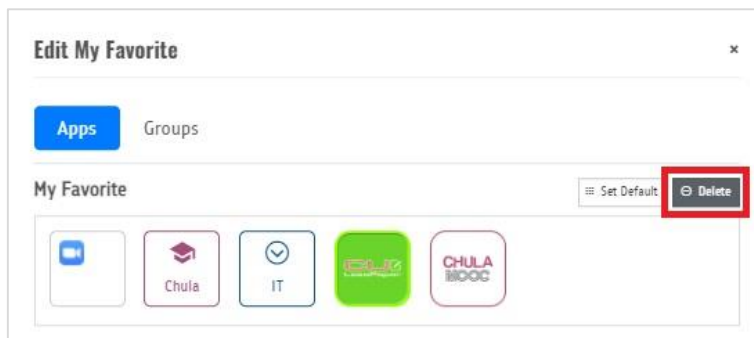 Edit My Favorite
×
Apps Groups
My Favorite
Set Default
Delete
Chula
IT
CHULA
MOOC